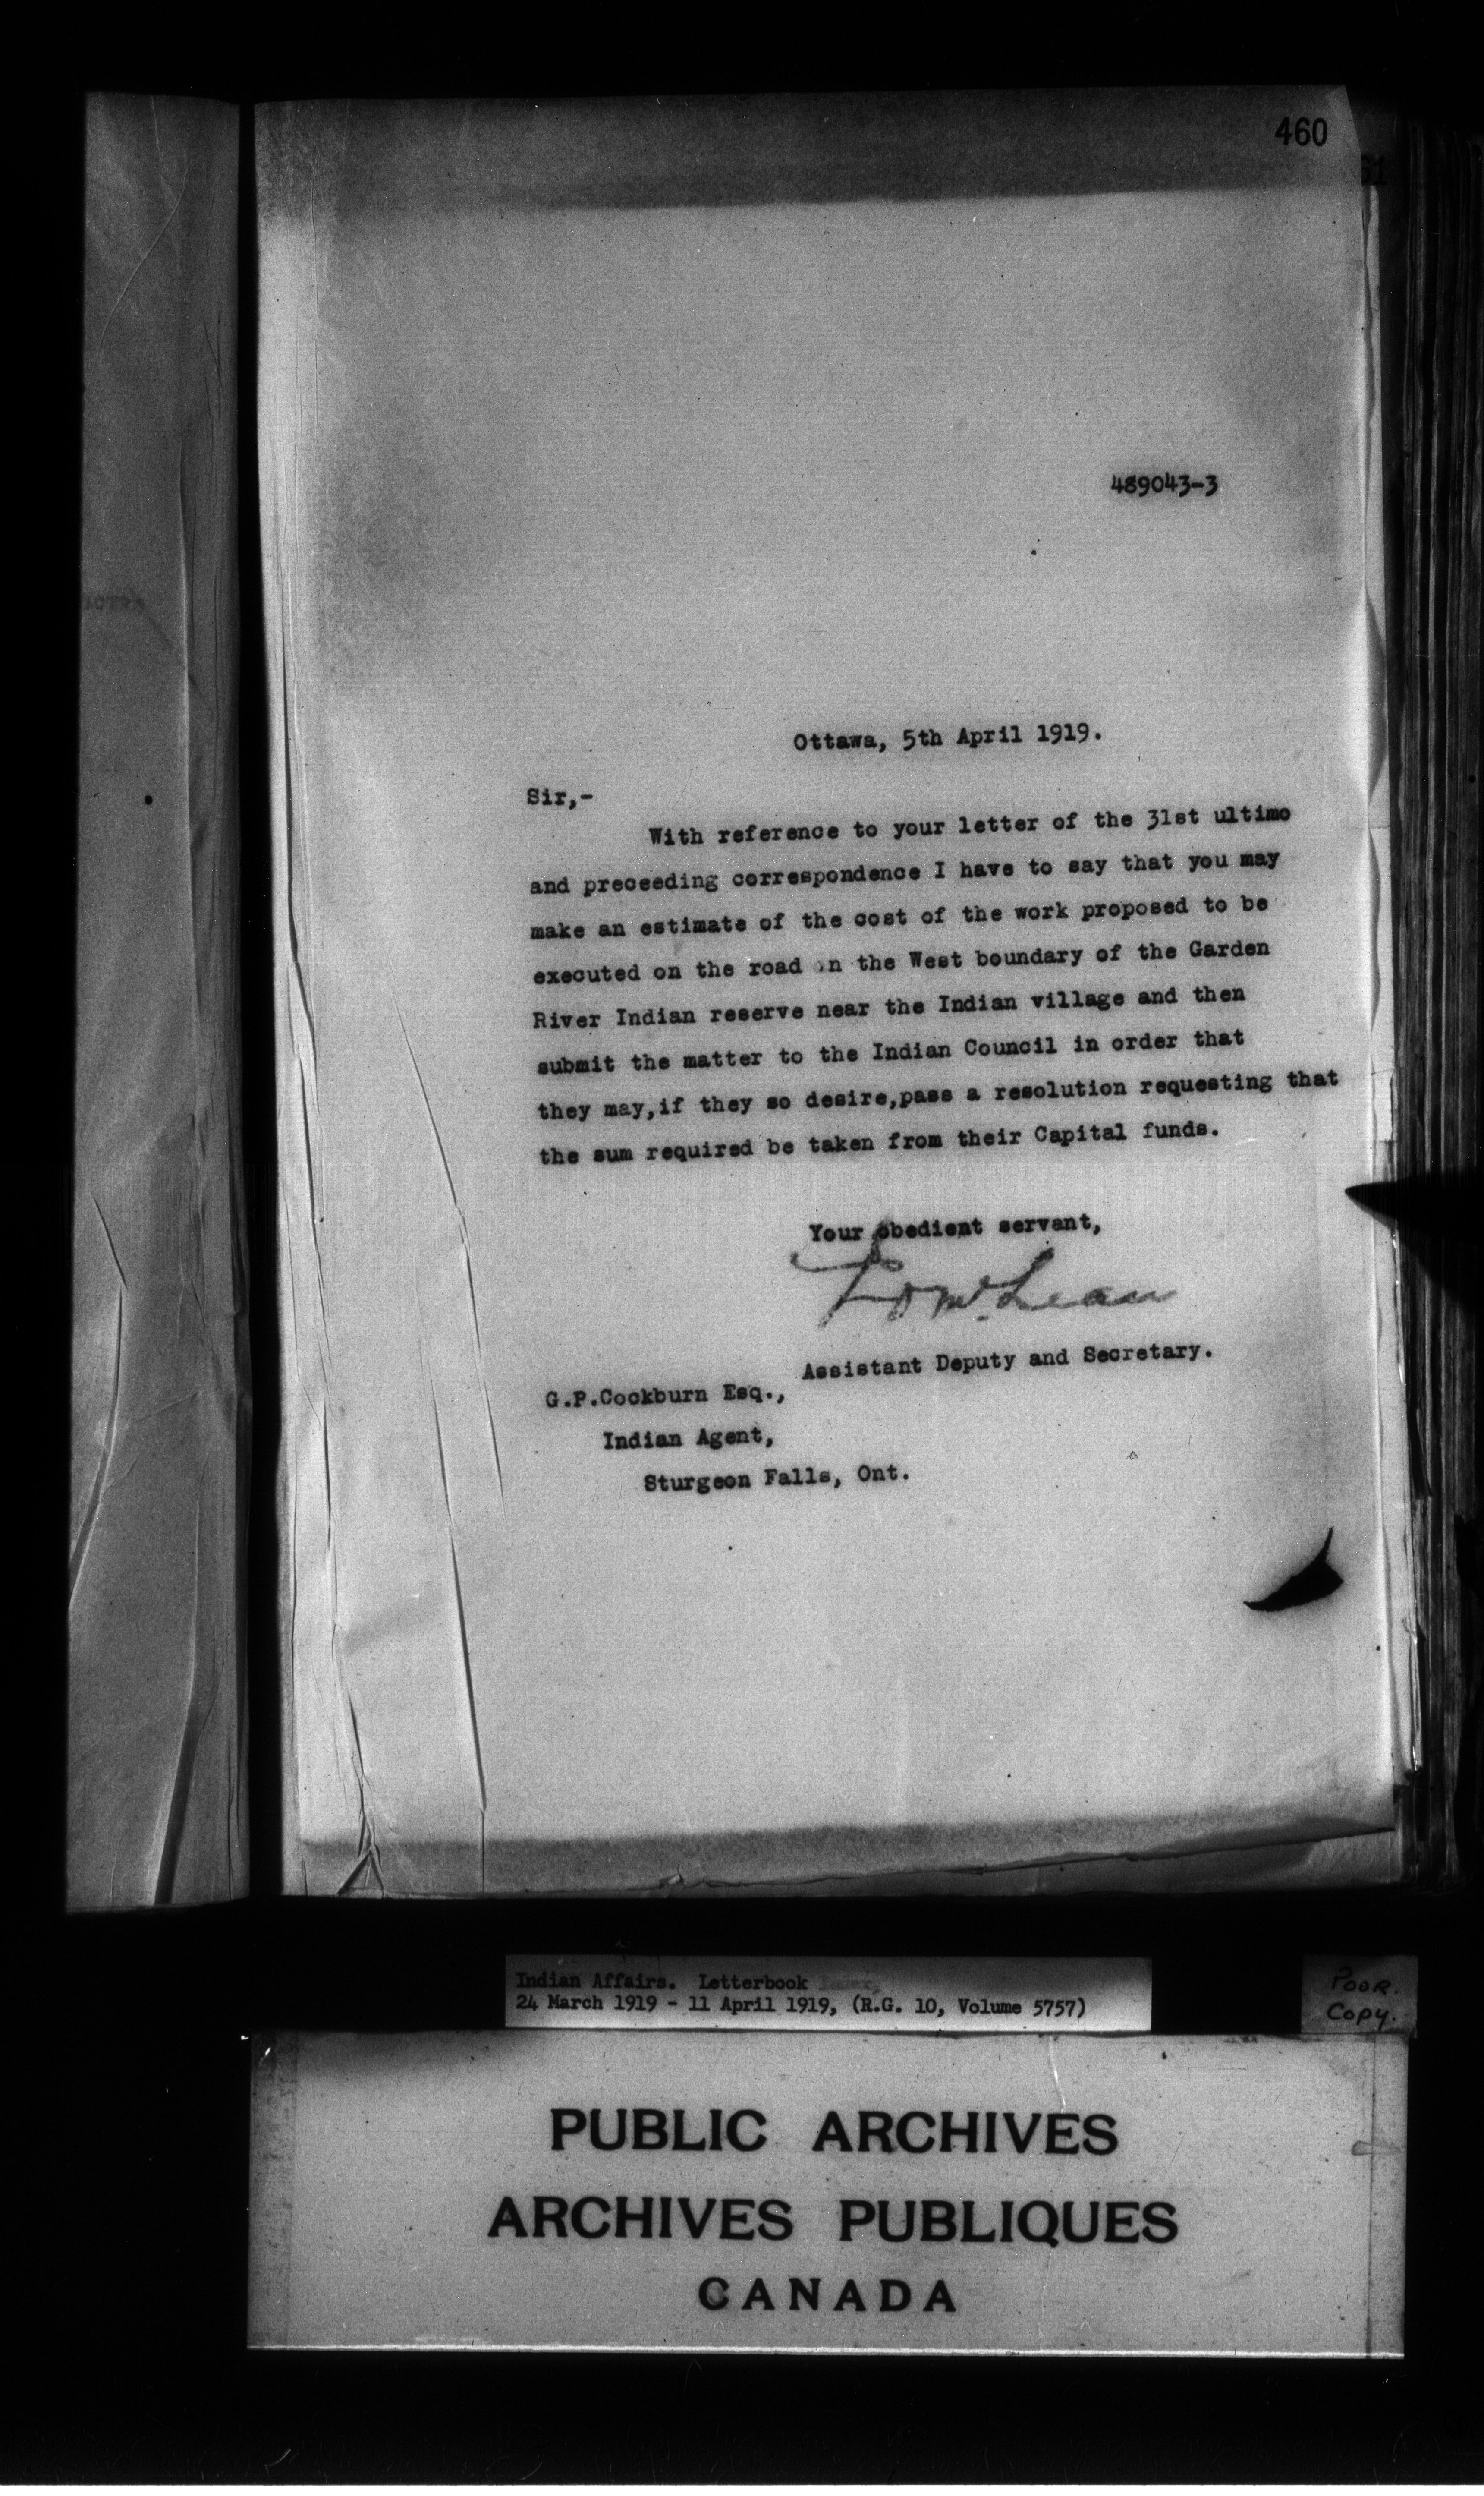 460
61
489043-3
Ottawa, 5th April 1919.
Sir,-
With reference to your letter of the 31st ultimo
and preceeding correspondence I have to say that you may
make an estimate of the cost of the work proposed to be
executed on the road on the West boundary of the Garden
River Indian reserve near the Indian village and then
submit the matter to the Indian Council in order that
they may,if they so desire,pass a resolution requesting that
the sum required be taken from their Capital funds.
Your obedient servant,
J D McLean
Assistant Deputy and Secretary.
G.P.Cockburn Esq.,
Indian Agent,
Sturgeon Falls, Ont.
Indian Affairs. Letterbook
24 March 1919 - 11 April 1919, (R.G. 10, Volume 5757)
POOR.
Copy.
PUBLIC ARCHIVES
ARCHIVES PUBLIQUES
CANADA